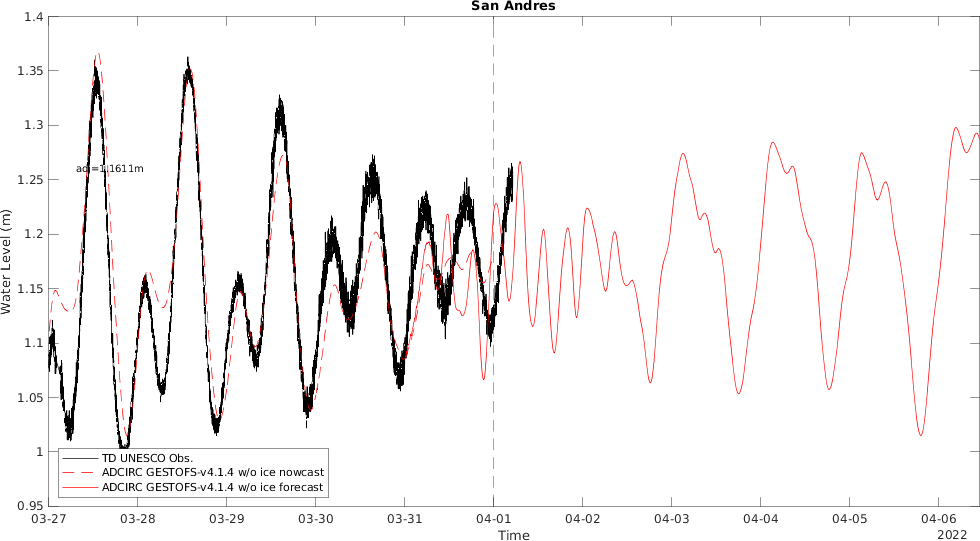 San Andres
1.4
1.35
1.3
1.25
1.2
1.15
1.1
1.05
1
0.95
Water Level (m)
adj=1.1611m
TD UNESCO Obs.
ADCIRC GESTOFS-v4.1.4 w/o ice nowcast
ADCIRC GESTOFS-v4.1.4 w/o ice forecast
03-27 03-28 03-29 03-30 03-31 04-01 04-02 04-03 04-04 04-05 04-06
Time
2022